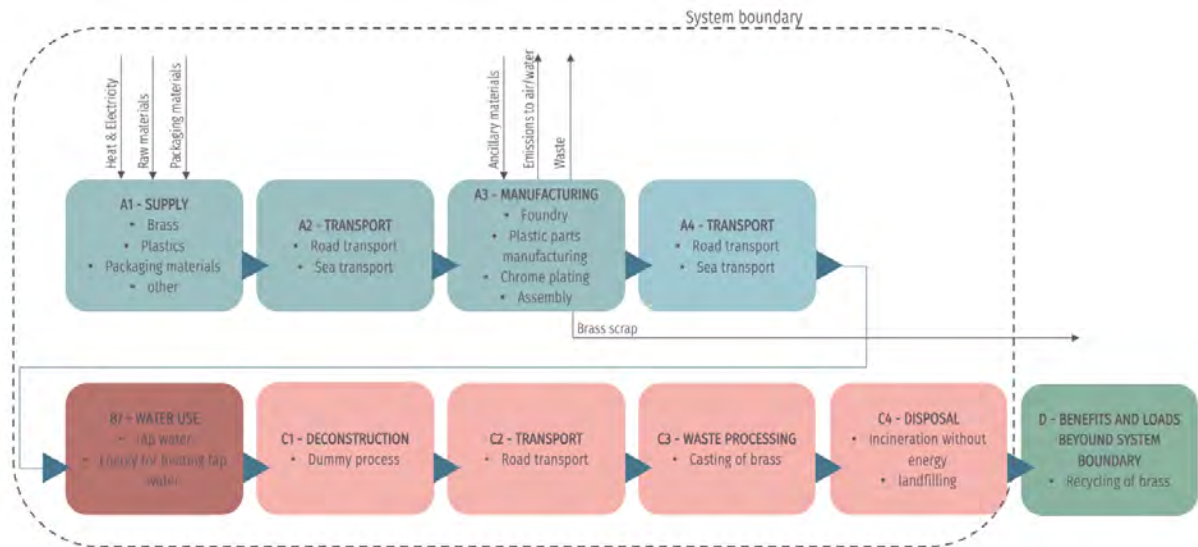 System boundary
Heat & Electricity
Raw materials
Packaging materials
Ancillary materials
Emissions to air/water
Waste
A1 - SUPPLY
• Brass
• Plastics
• Packaging materials
• other
A2 - TRANSPORT
• Road transport
• Sea transport
A3 - MANUFACTURING
• Foundry
• Plastic parts
manufacturing
• Chrome plating
• Assembly
A4 - TRANSPORT
• Road transport
• Sea transport
Brass scrap
B7 - WATER USE
• Tap water
• Energy for heating tap
water
C1 - DECONSTRUCTION
• Dummy process
C2 - TRANSPORT
• Road transport
C3 - WASTE PROCESSING
• Casting of brass
C4 - DISPOSAL
• Incineration without
energy
• landfilling
D - BENEFITS AND LOADS
BEYOUND SYSTEM
BOUNDARY
• Recycling of brass